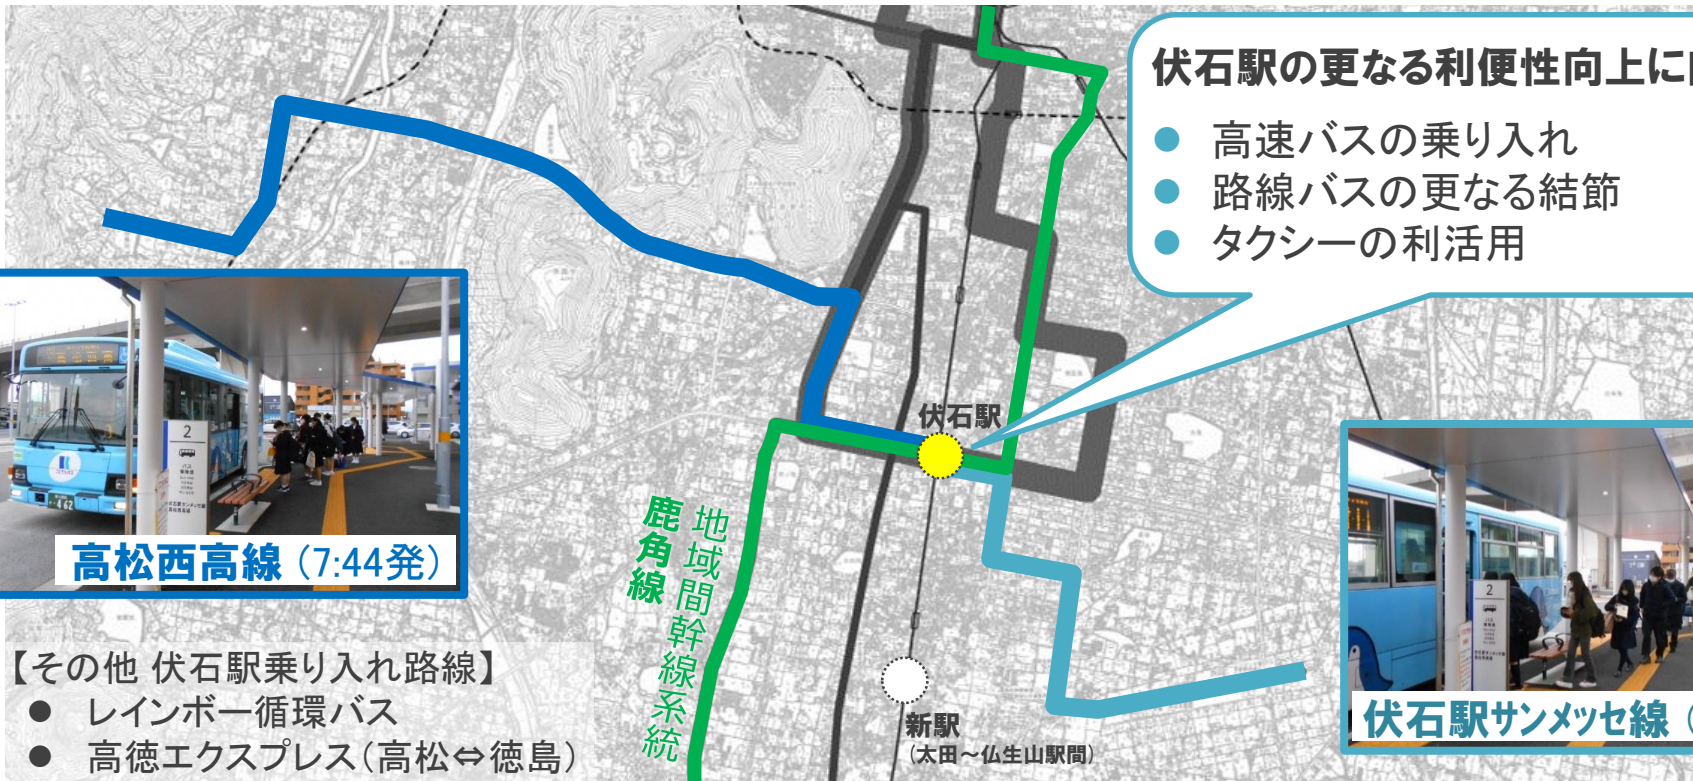 伏石駅の更なる利便性向上に
● 高速バスの乗り入れ
● 路線バスの更なる結節
● タクシーの利活用
伏石駅
2
462
高松西高線（7:44発）
地域間幹線系統
鹿角線
2
伏石駅サンメッセ線（
新駅
（太田～仏生山駅間）
【その他 伏石駅乗り入れ路線】
● レインボー循環バス
● 高徳エクスプレス（高松⇔徳島）